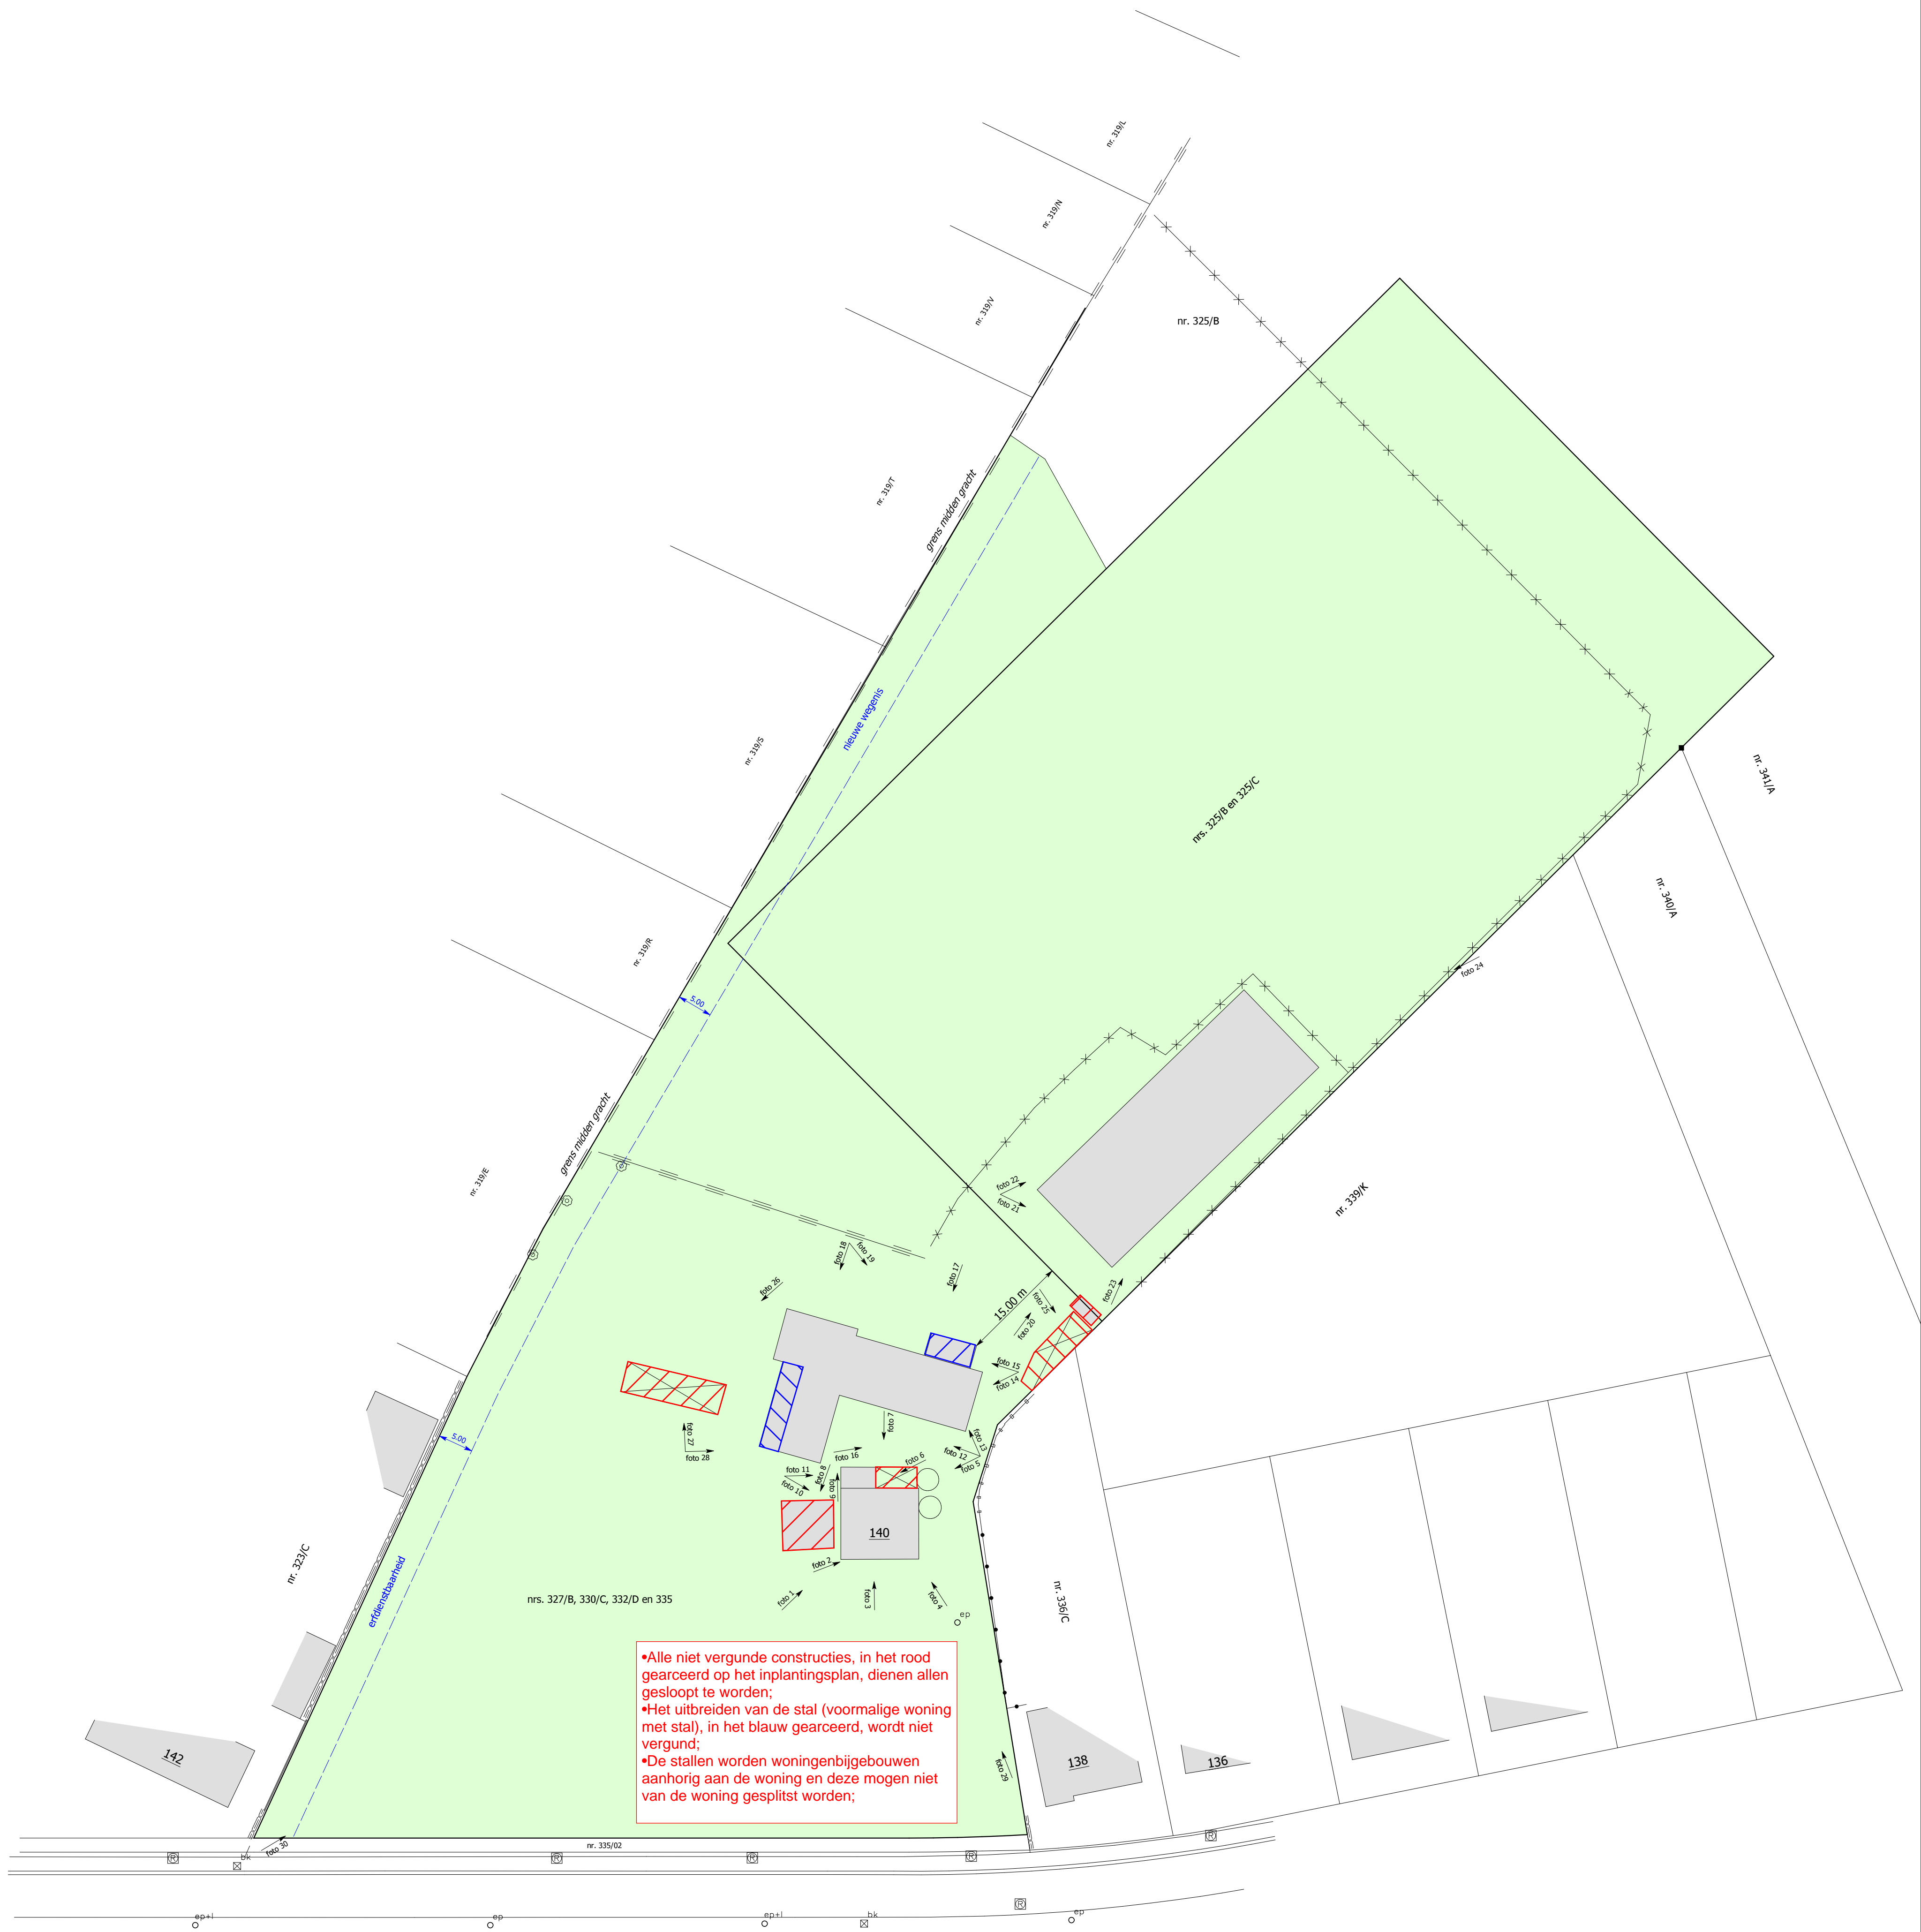 nr. 319/L
nr. 319/N
nr. 319/V
nr. 325/B
nr. 319/T
grens midden gracht
nieuwe wegenis
nr. 319/S
nrs. 325/B en 325/C
nr. 341/A
nr. 340/A
nr. 319/R
foto 24
5.00
grens midden gracht
nr. 319/E
nr. 339/K
foto 22
foto 21
foto 18
foto 19
foto 17
foto 26
foto 23
15.00 m
foto 25
foto 20
foto 15
foto 14
foto 7
foto 27
foto 28
5.00
foto 16
foto 13
foto 12
foto 5
foto 6
foto 11
foto 10
foto 8
foto 9
140
foto 2
foto 1
foto 3
foto 4
ep
nr. 323/C
erfdienstbaarheid
nrs. 327/B, 330/C, 332/D en 335
nr. 336/C
•Alle niet vergunde constructies, in het rood
gearceerd op het inplantingsplan, dienen allen
gesloopt te worden;
•Het uitbreiden van de stal (voormalige woning
met stal), in het blauw gearceerd, wordt niet
vergund;
•De stallen worden woningenbijgebouwen
aanhorig aan de woning en deze mogen niet
van de woning gesplitst worden;
142
138
136
foto 29
foto 30
nr. 335/02
bk
R
R
R
R
R
R
ep+l
ep
ep+l
bk
ep